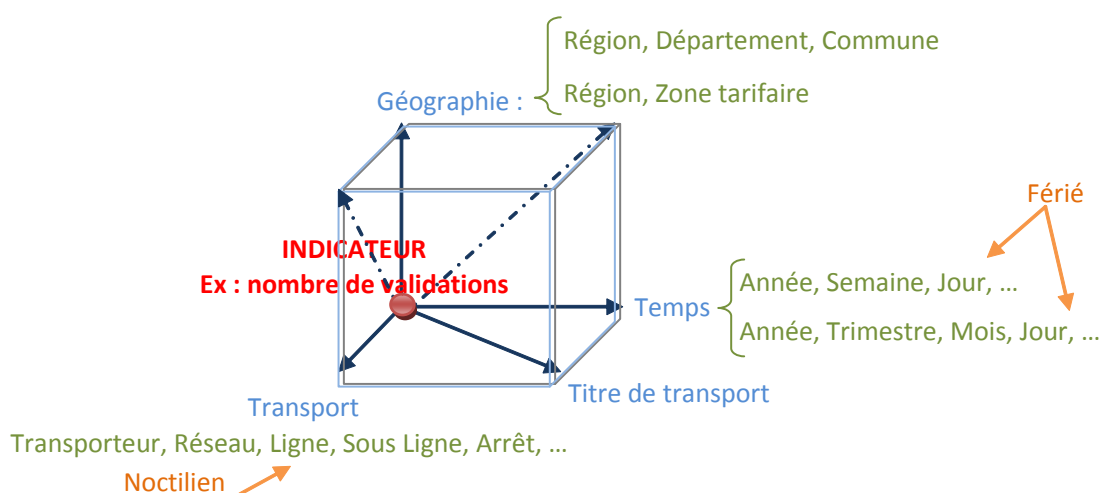 Région, Département, Commune
Géographie :
Région, Zone tarifaire
Férié
INDICATEUR
Ex : nombre de validations
Temps
Année, Semaine, Jour, …
Année, Trimestre, Mois, Jour, …
Titre de transport
Transport
Transporteur, Réseau, Ligne, Sous Ligne, Arrêt, …
Noctilien